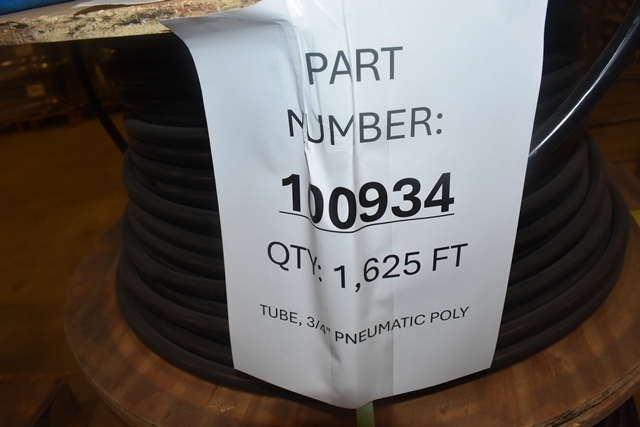 PART
NUMBER:
100934
QTY: 1,625 FT
TUBE, 3/4" PNEUMATIC POLY